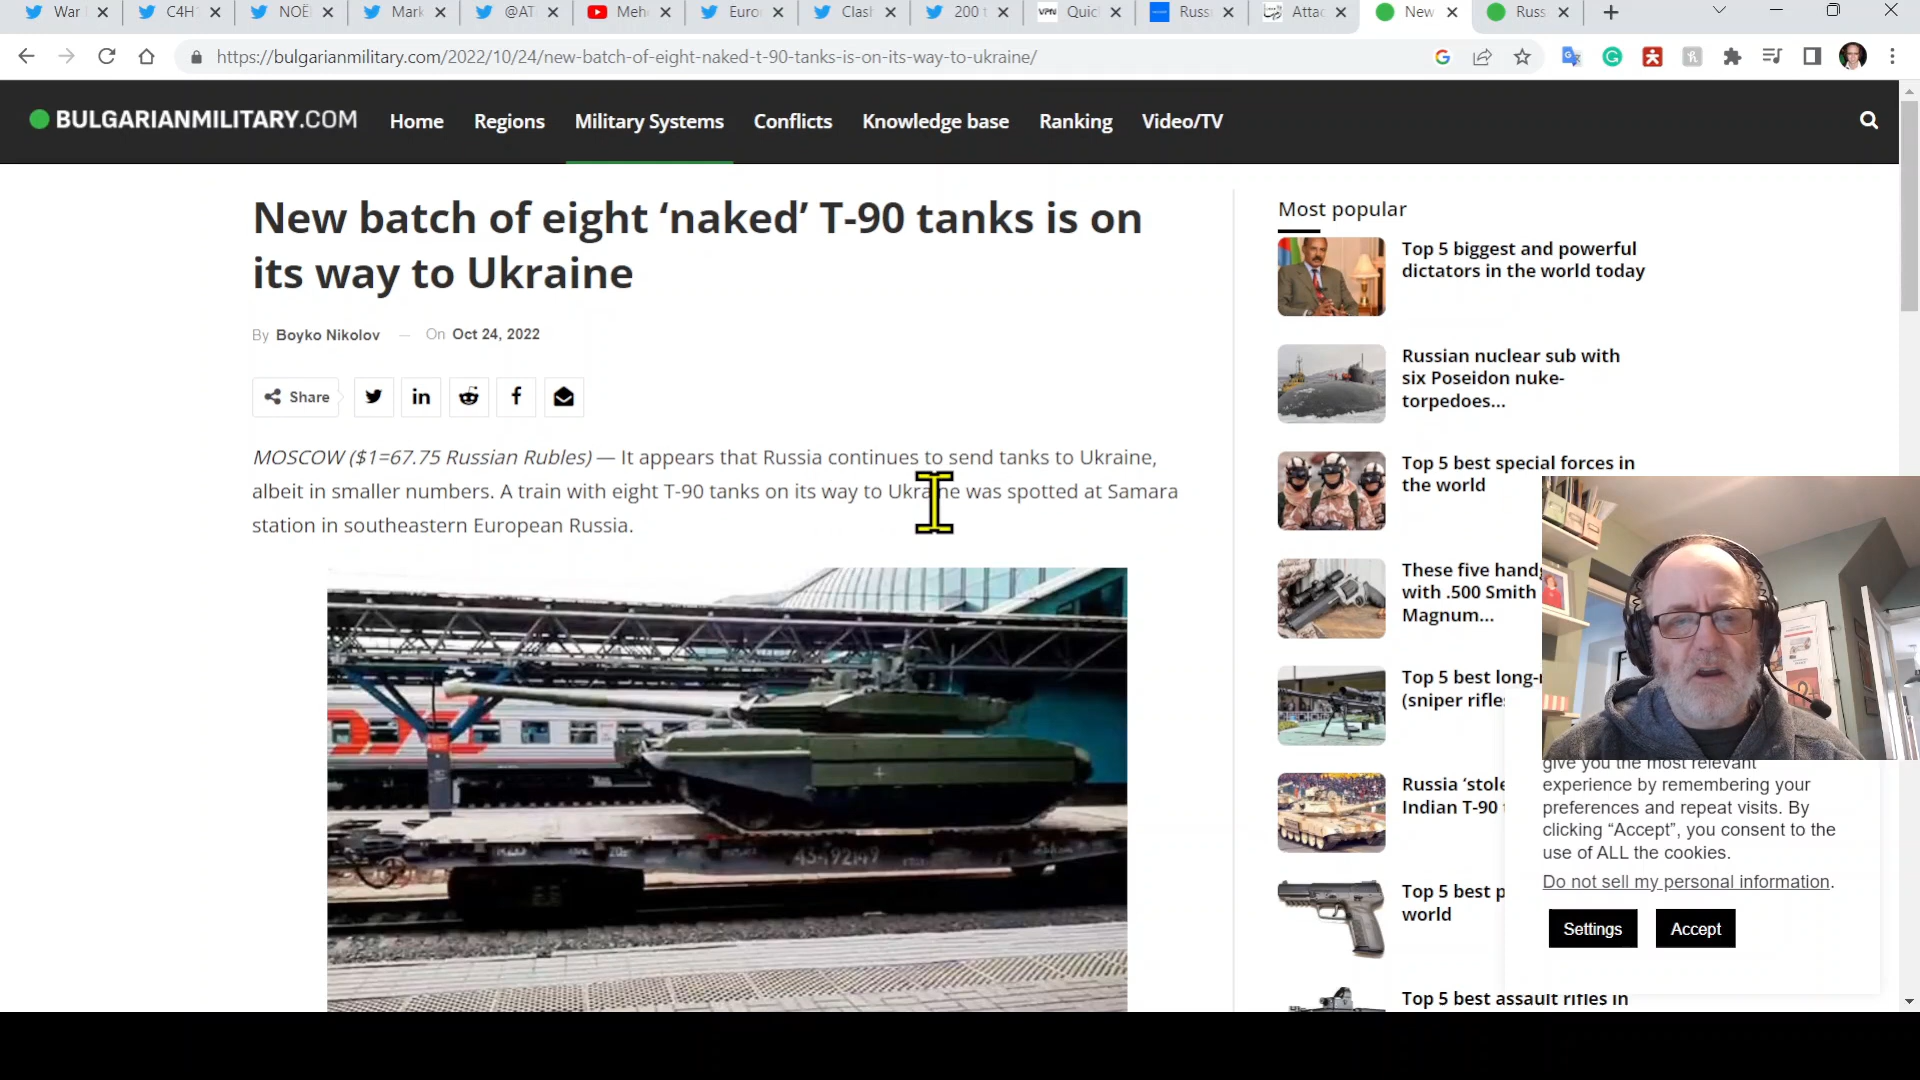 War
C4H
NOË
Mark
@AT
Meh
Euro
Clas
200 t
VPN Quic
Russ
Atta
New
Russ
https://bulgarianmilitary.com/2022/10/24/new-batch-of-eight-naked-t-90-tanks-is-on-its-way-to-ukraine/
BULGARIANMILITARY.COM
Home Regions Military Systems Conflicts Knowledge base Ranking Video/TV
New batch of eight ‘naked’ T-90 tanks is on
its way to Ukraine
By Boyko Nikolov — On Oct 24, 2022
Share
MOSCOW ($1=67.75 Russian Rubles) — It appears that Russia continues to send tanks to Ukraine,
albeit in smaller numbers. A train with eight T-90 tanks on its way to Ukraine was spotted at Samara
station in southeastern European Russia.
Most popular
Top 5 biggest and powerful
dictators in the world today
Russian nuclear sub with
six Poseidon nuke-
torpedoes...
Top 5 best special forces in
the world
These five hand
with .500 Smith
Magnum...
Top 5 best long-
(sniper rifle
Russia ‘stole
Indian T-90
Top 5 best p
world
Top 5 best assault rifles in
give you the most relevant
experience by remembering your
preferences and repeat visits. By
clicking “Accept”, you consent to the
use of ALL the cookies.
Do not sell my personal information.
Settings Accept